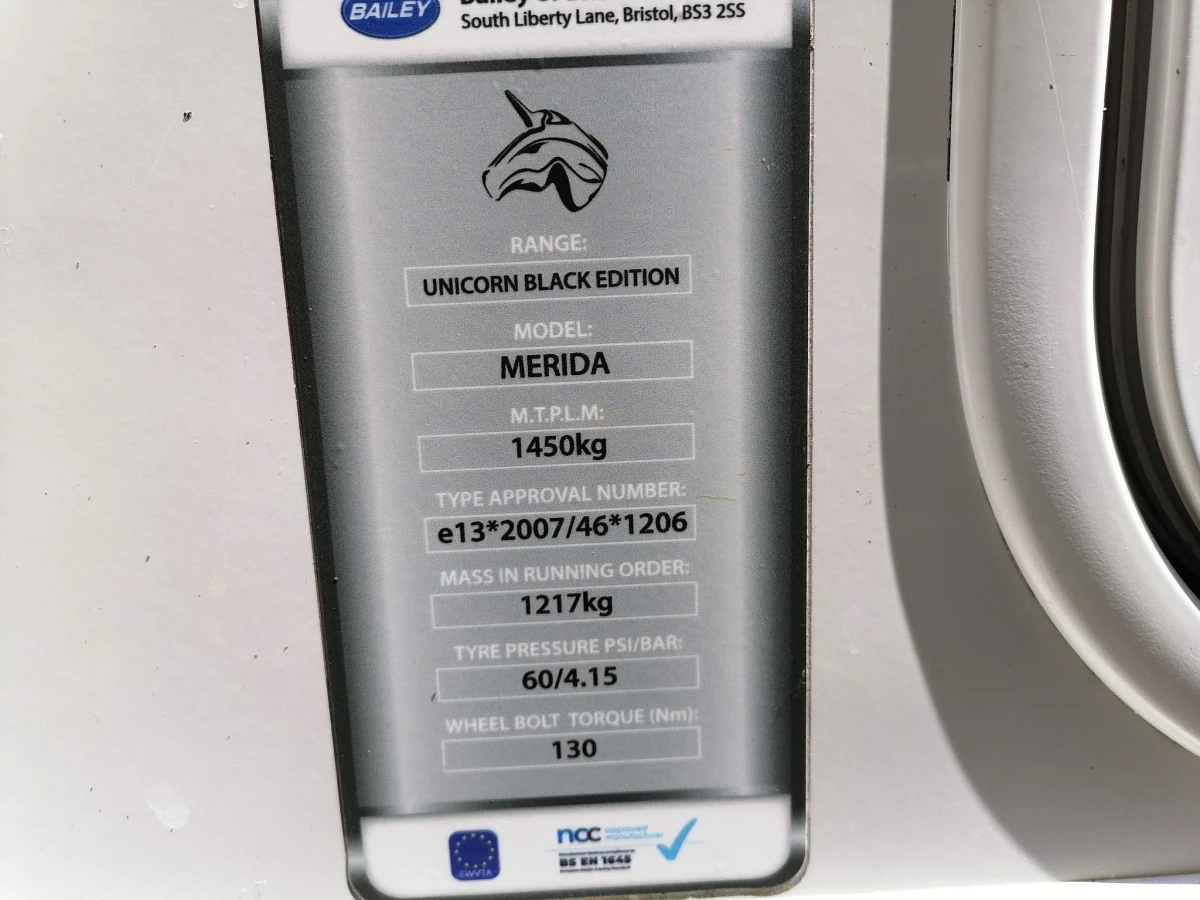 BAILEY
South Liberty Lane, Bristol, BS3 2SS
RANGE:
UNICORN BLACK EDITION
MODEL:
MERIDA
M.T.P.L.M:
1450kg
TYPE APPROVAL NUMBER:
e13*2007/46*1206
MASS IN RUNNING ORDER:
1217kg
TYRE PRESSURE PSI/BAR:
60/4.15
WHEEL BOLT TORQUE (Nm):
130
ncc approved
manufacturer
BS EN 1645